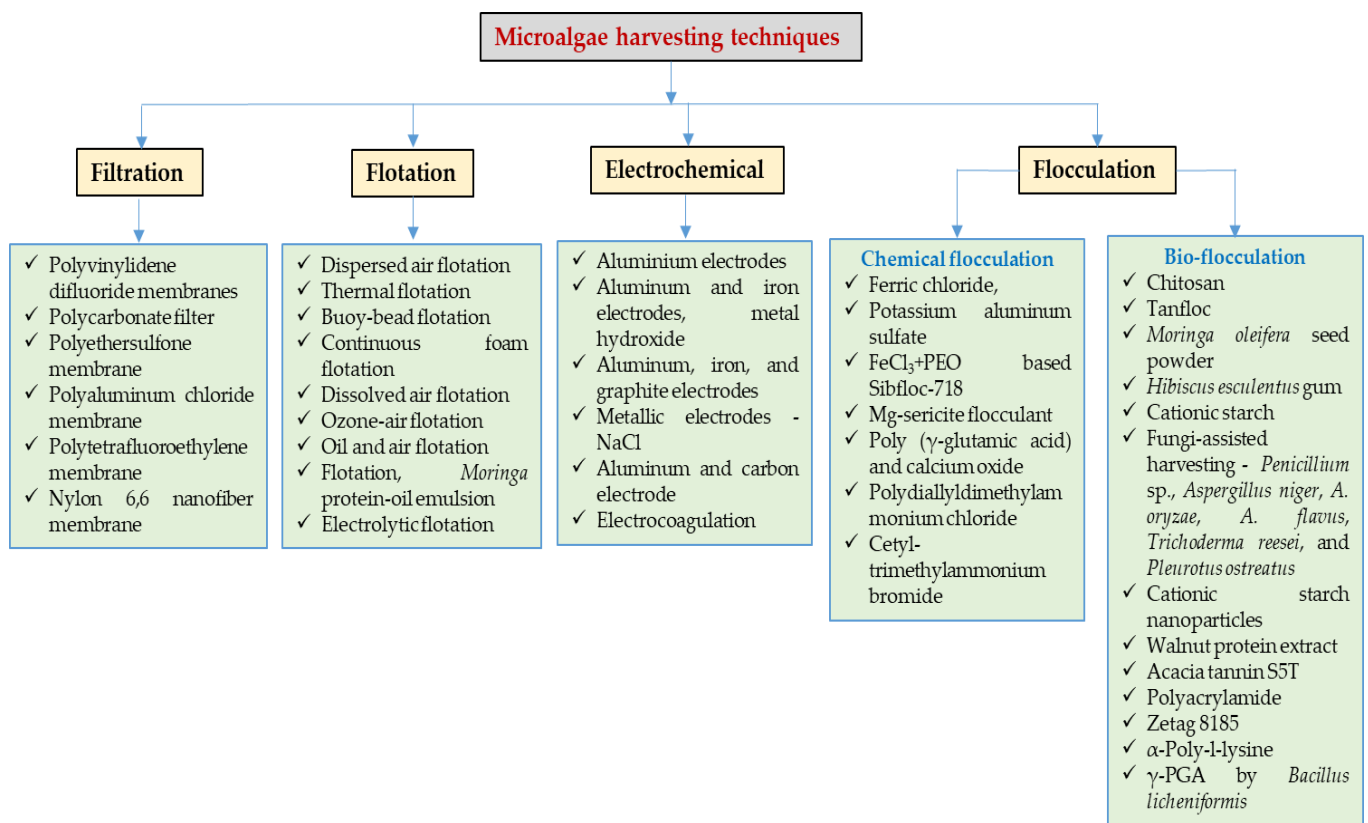 Microalgae harvesting techniques
Filtration
Flotation
Electrochemical
Flocculation
✓ Polyvinylidene
difluoride membranes
✓ Polycarbonate filter
✓ Polyethersulfone
membrane
✓ Polyaluminum chloride
membrane
✓ Polytetrafluoroethylene
membrane
✓ Nylon 6,6 nanofiber
membrane
✓ Dispersed air flotation
✓ Thermal flotation
✓ Buoy-bead flotation
✓ Continuous foam
flotation
✓ Dissolved air flotation
✓ Ozone-air flotation
✓ Oil and air flotation
✓ Flotation, Moringa
protein-oil emulsion
✓ Electrolytic flotation
✓ Aluminium electrodes
✓ Aluminum and iron
electrodes, metal
hydroxide
✓ Aluminum, iron, and
graphite electrodes
✓ Metallic electrodes -
NaCl
✓ Aluminum and carbon
electrode
✓ Electrocoagulation
Chemical flocculation
✓ Ferric chloride,
✓ Potassium aluminum
sulfate
✓ FeCl₃+PEO based
Sibfloc-718
✓ Mg-sericite flocculant
✓ Poly (γ-glutamic acid)
and calcium oxide
✓ Polydiallyldimethylam
monium chloride
✓ Cetyl-
trimethylammonium
bromide
Bio-flocculation
✓ Chitosan
✓ Tanfloc
✓ Moringa oleifera seed
powder
✓ Hibiscus esculentus gum
✓ Cationic starch
✓ Fungi-assisted
harvesting - Penicillium
sp., Aspergillus niger, A.
oryzae, A. flavus,
Trichoderma reesei, and
Pleurotus ostreatus
✓ Cationic starch
nanoparticles
✓ Walnut protein extract
✓ Acacia tannin S5T
✓ Polyacrylamide
✓ Zetag 8185
✓ α-Poly-l-lysine
✓ γ-PGA by Bacillus
licheniformis